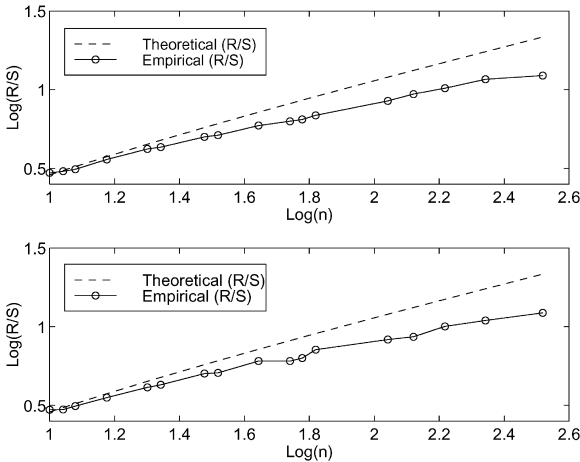 1.5
Theoretical (R/S)
Empirical (R/S)
1
0.5
Log(R/S)
1 1.2 1.4 1.6 1.8 2 2.2 2.4 2.6
Log(n)
1.5
Theoretical (R/S)
Empirical (R/S)
1
0.5
Log(R/S)
1 1.2 1.4 1.6 1.8 2 2.2 2.4 2.6
Log(n)